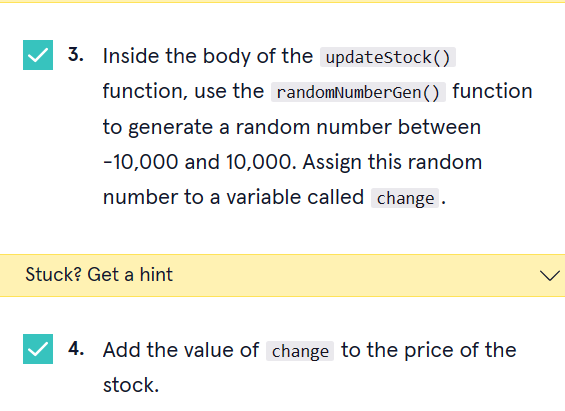 3. Inside the body of the updateStock()
function, use the randomNumberGen() function
to generate a random number between
-10,000 and 10,000. Assign this random
number to a variable called change.
Stuck? Get a hint
4. Add the value of change to the price of the
stock.